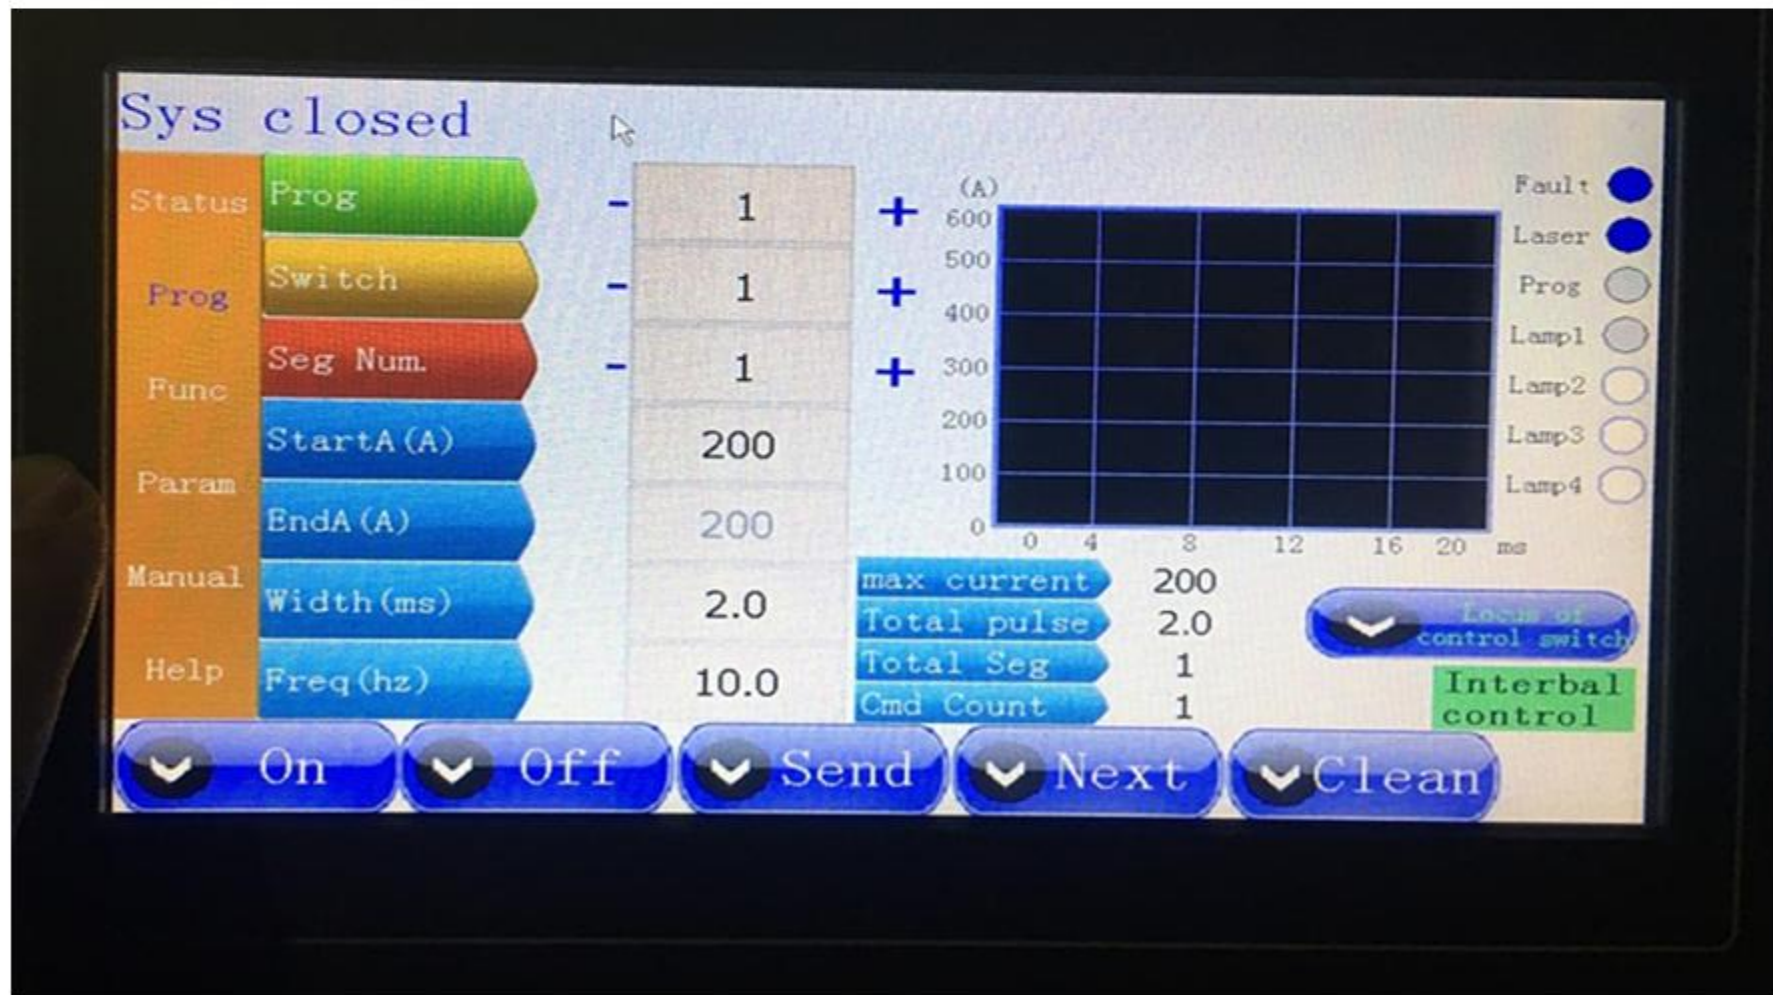 Sys closed
Status
Prog
Func
Param
Manual
Help
Prog - 1 +
Switch - 1 +
Seg Num. - 1 +
StartA(A) 200
EndA(A) 200
Width(ms) 2.0
Freq(hz) 10.0
(A)
600
500
400
300
200
100
0
0 4 8 12 16 20 ms
Fault
Laser
Prog
Lamp1
Lamp2
Lamp3
Lamp4
max current 200
Total pulse 2.0
Total Seg 1
Cmd Count 1
Locus of
control switch
Interbal
control
On Off Send Next Clean